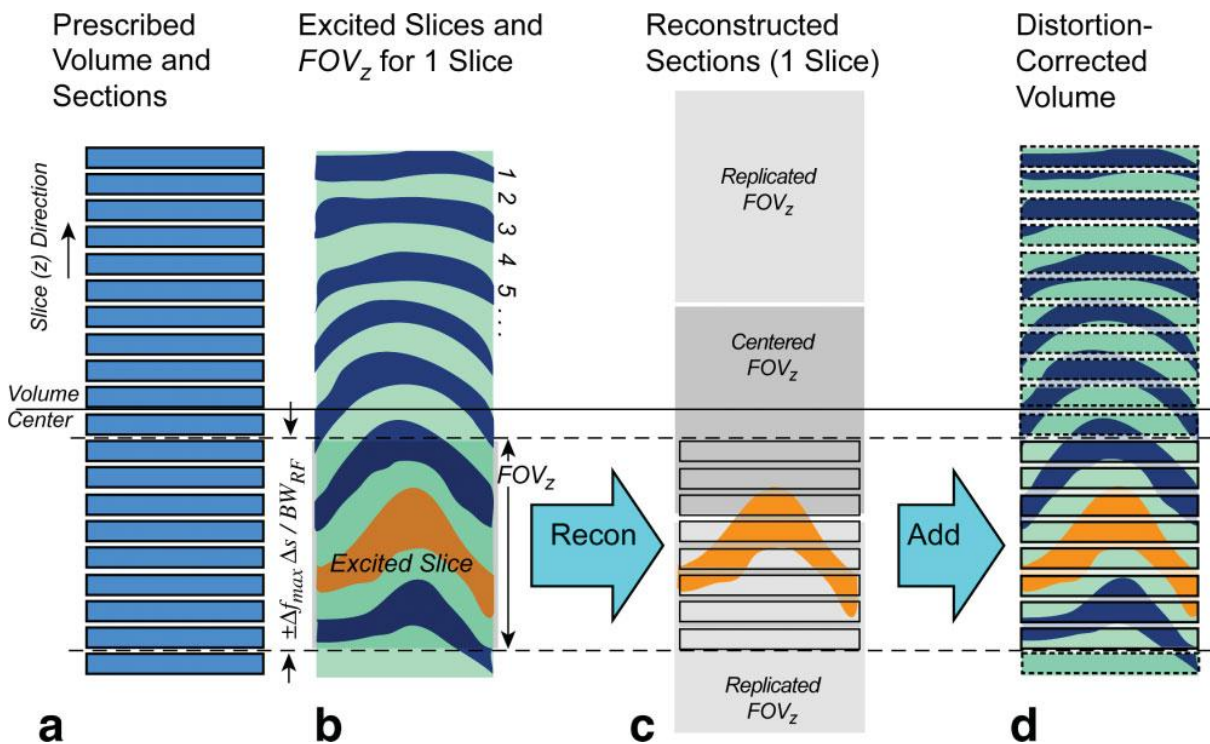 Prescribed
Volume and
Sections
Excited Slices and
FOVz for 1 Slice
Reconstructed
Sections (1 Slice)
Distortion-
Corrected
Volume
Slice (z) Direction
Volume
Center
±Δf_max Δs / BW_RF
1 2 3 4 5 ...
FOVz
Excited Slice
Recon
Replicated
FOVz
Centered
FOVz
Replicated
FOVz
Add
a
b
c
d